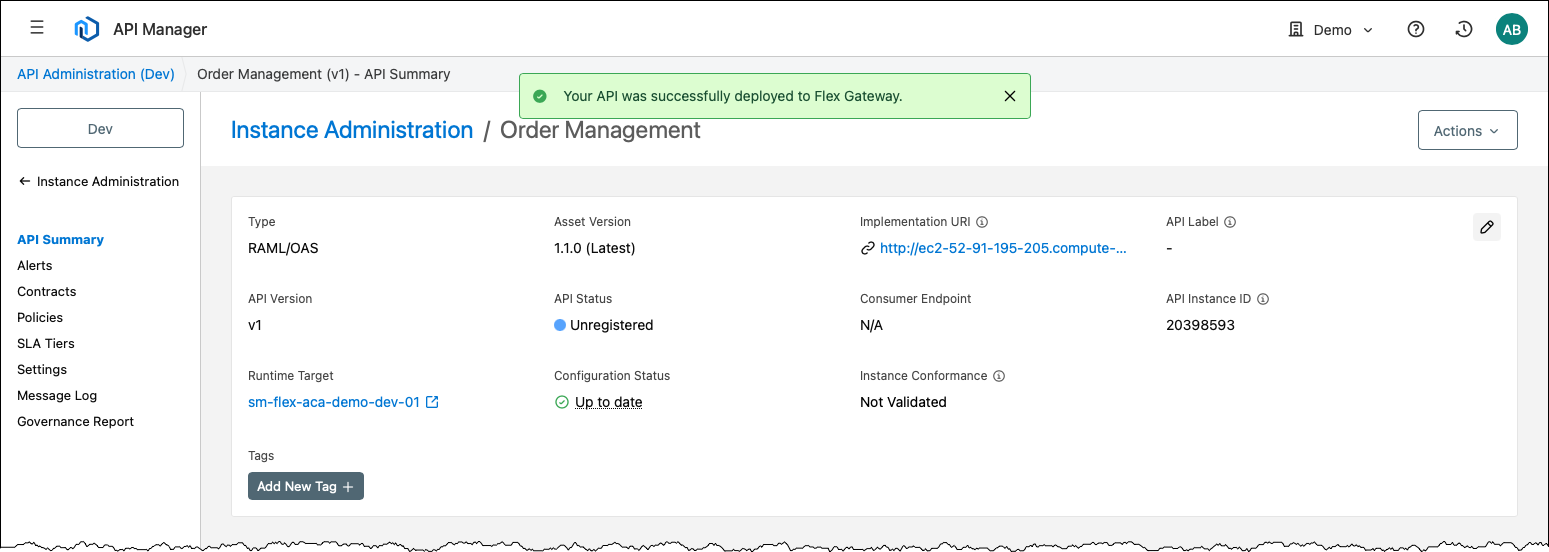 API Manager
Demo
AB
API Administration (Dev)
Order Management (v1) - API Summary
Your API was successfully deployed to Flex Gateway.
Dev
Instance Administration / Order Management
Actions
Instance Administration
API Summary
Alerts
Contracts
Policies
SLA Tiers
Settings
Message Log
Governance Report
Type
RAML/OAS
Asset Version
1.1.0 (Latest)
Implementation URI
http://ec2-52-91-195-205.compute-...
API Label
-
API Version
v1
API Status
Unregistered
Consumer Endpoint
N/A
API Instance ID
20398593
Runtime Target
sm-flex-aca-demo-dev-01
Configuration Status
Up to date
Instance Conformance
Not Validated
Tags
Add New Tag +